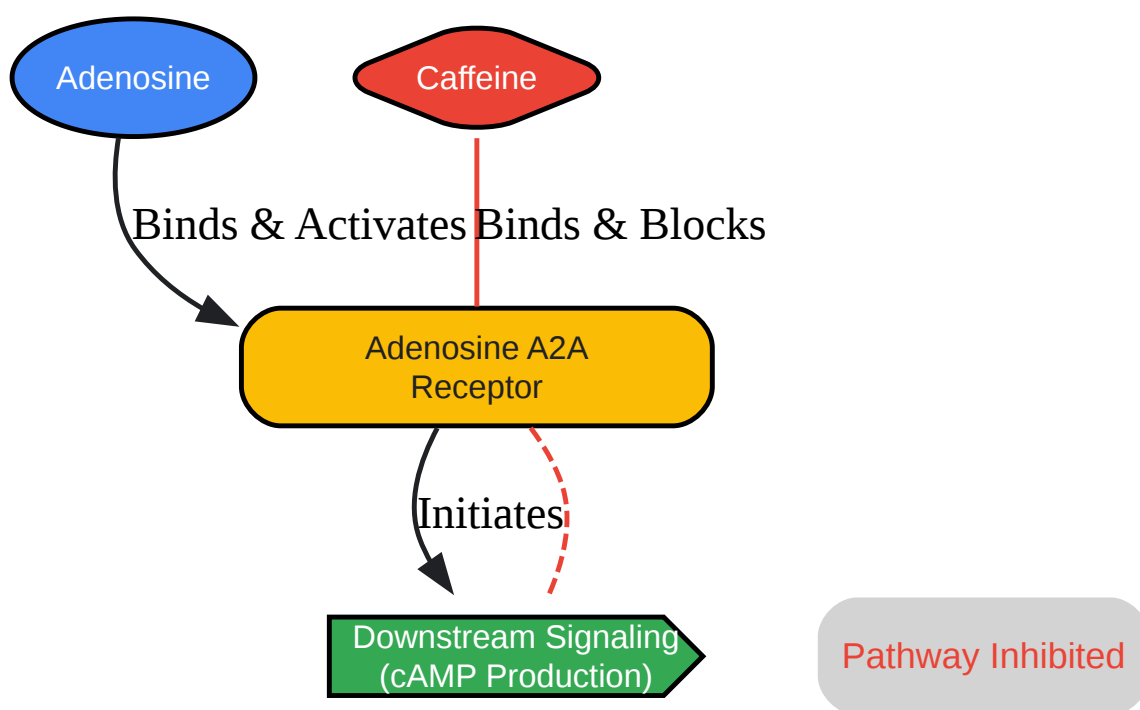 Adenosine
Caffeine
Binds & Activates
Binds & Blocks
Adenosine A2A
Receptor
Initiates
Downstream Signaling
(cAMP Production)
Pathway Inhibited